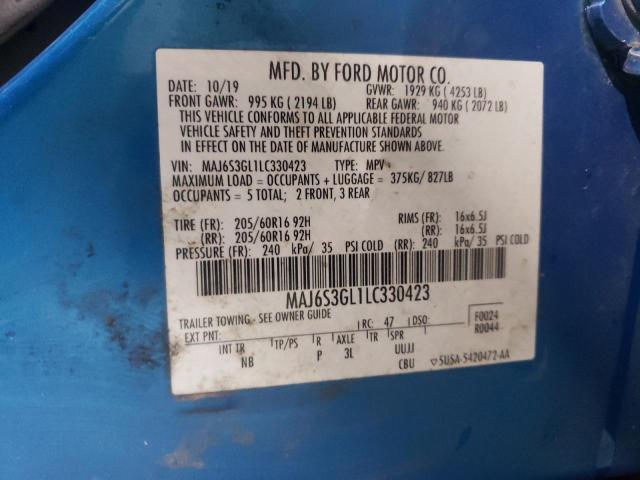 MFD. BY FORD MOTOR CO.
DATE: 10/19 GVWR: 1929 KG ( 4253 LB)
FRONT GAWR: 995 KG ( 2194 LB) REAR GAWR: 940 KG ( 2072 LB)
THIS VEHICLE CONFORMS TO ALL APPLICABLE FEDERAL MOTOR
VEHICLE SAFETY AND THEFT PREVENTION STANDARDS
IN EFFECT ON THE DATE OF MANUFACTURE SHOWN ABOVE.
VIN: MAJ6S3GL1LC330423 TYPE: MPV
MAXIMUM LOAD = OCCUPANTS + LUGGAGE = 375KG/ 827LB
OCCUPANTS = 5 TOTAL; 2 FRONT, 3 REAR
TIRE (FR): 205/60R16 92H RIMS (FR): 16x6.5J
(RR): 205/60R16 92H (RR): 16x6.5J
PRESSURE (FR): 240 kPa/ 35 PSI COLD (RR): 240 kPa/ 35 PSI COLD
MAJ6S3GL1LC330423
TRAILER TOWING - SEE OWNER GUIDE
EXT PNT: RC: 47 DSO: F0024
R0044
INT TR TP/PS R AXLE TR SPR
NB P 3L UUJJ
CBU ▽5USA-5420472-AA